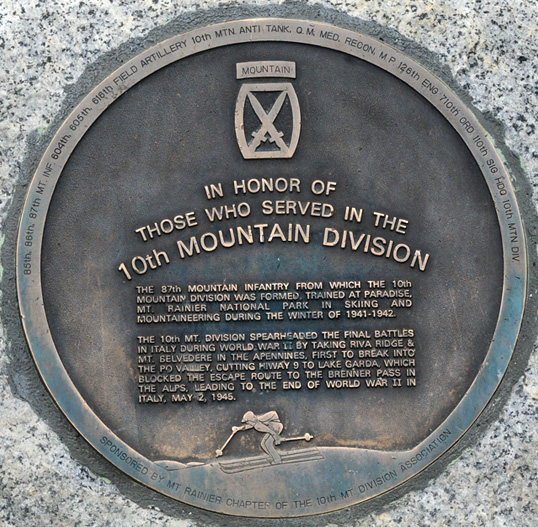 85th, 86th, 87th MT. INF. 604th, 605th, 616th FIELD ARTILLERY 10th MTN. ANTI TANK, Q.M. MED. RECON. M.P. 126th ENG 710th ORD 110th SIG HDQ 10th MTN. DIV.
MOUNTAIN
IN HONOR OF
THOSE WHO SERVED IN THE
10th MOUNTAIN DIVISION
THE 87th MOUNTAIN INFANTRY FROM WHICH THE 10th
MOUNTAIN DIVISION WAS FORMED, TRAINED AT PARADISE,
MT. RAINIER NATIONAL PARK IN SKIING AND
MOUNTAINEERING DURING THE WINTER OF 1941-1942.
THE 10th MT. DIVISION SPEARHEADED THE FINAL BATTLES
IN ITALY DURING WORLD WAR II BY TAKING RIVA RIDGE &
MT. BELVEDERE IN THE APENNINES, FIRST TO BREAK INTO
THE PO VALLEY, CUTTING HIWAY 9 TO LAKE GARDA, WHICH
BLOCKED THE ESCAPE ROUTE TO THE BRENNER PASS IN
THE ALPS, LEADING TO THE END OF WORLD WAR II IN
ITALY, MAY 2, 1945.
SPONSORED BY MT RAINIER CHAPTER OF THE 10th MT DIVISION ASSOCIATION